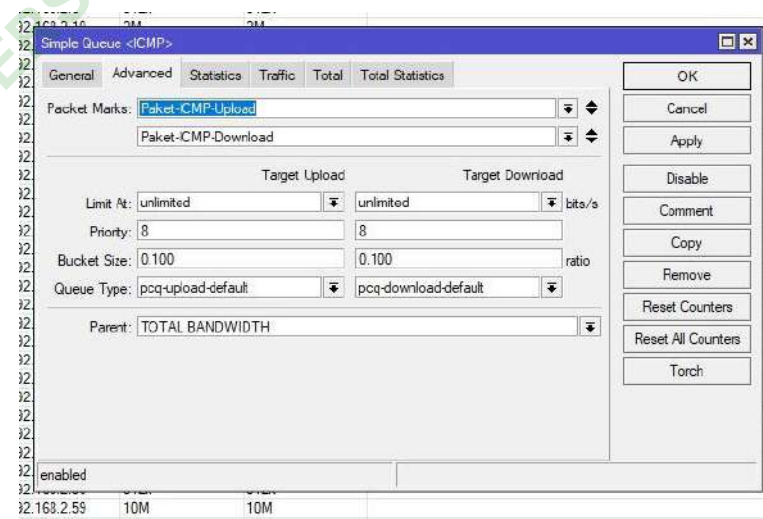 Simple Queue <ICMP>
General Advanced Statistics Traffic Total Total Statistics
OK
Packet Marks: Paket-ICMP-Upload
Cancel
Paket-ICMP-Download
Apply
Target Upload Target Download
Disable
Limit At: unlimited unlimited bits/s
Comment
Priority: 8 8
Copy
Bucket Size: 0.100 0.100 ratio
Remove
Queue Type: pcq-upload-default pcq-download-default
Reset Counters
Parent: TOTAL BANDWIDTH
Reset All Counters
Torch
enabled
92.168.2.59 10M 10M